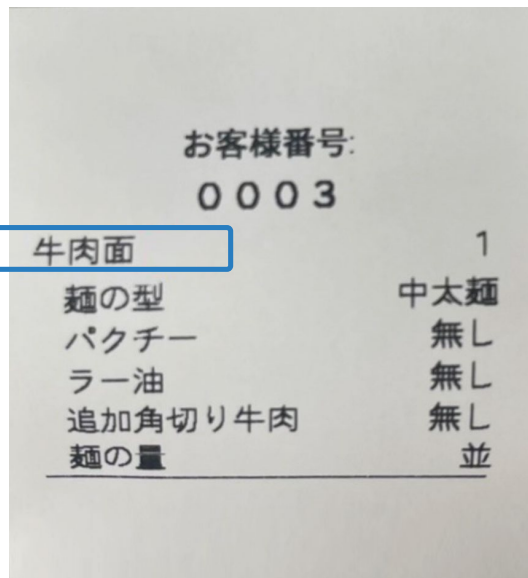 お客様番号:
0003
牛肉面 1
麺の型 中太麺
パクチー 無し
ラー油 無し
追加角切り牛肉 無し
麺の量 並